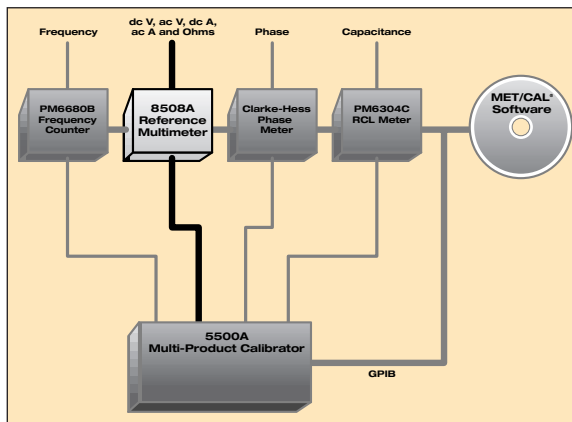 Frequency
dc V, ac V, dc A,
ac A and Ohms
Phase
Capacitance
PM6680B
Frequency
Counter
8508A
Reference
Multimeter
Clarke-Hess
Phase
Meter
PM6304C
RCL Meter
MET/CAL®
Software
5500A
Multi-Product Calibrator
GPIB